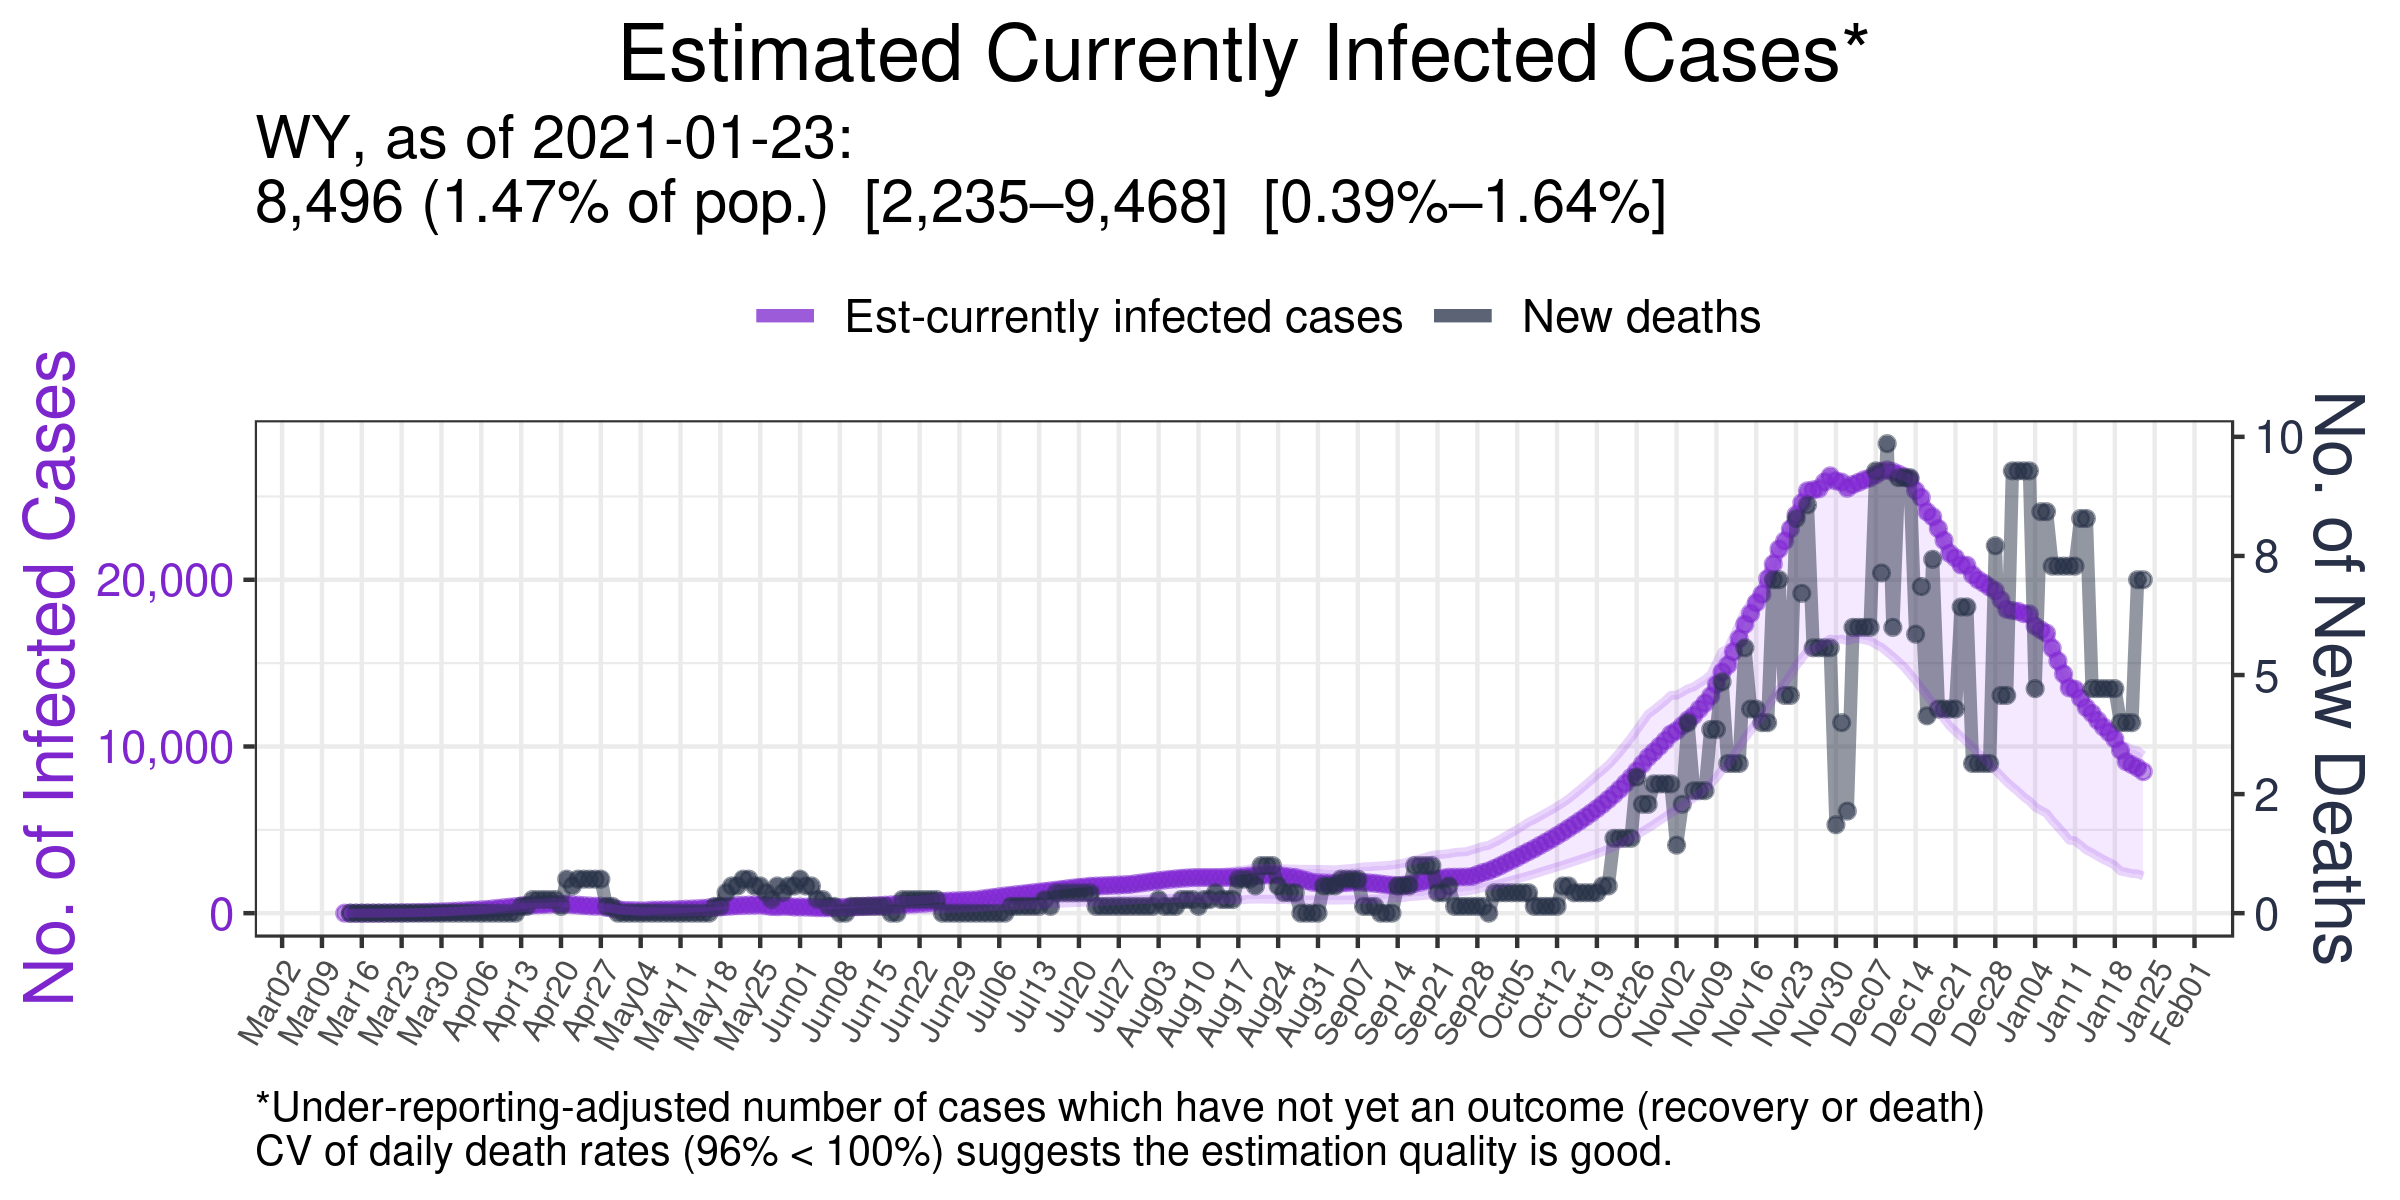 Estimated Currently Infected Cases*
WY, as of 2021-01-23:
8,496 (1.47% of pop.) [2,235–9,468] [0.39%–1.64%]
Est-currently infected cases New deaths
No. of Infected Cases
20,000
10,000
0
10
8
5
2
0
No. of New Deaths
Mar02 Mar09 Mar16 Mar23 Mar30 Apr06 Apr13 Apr20 Apr27 May04 May11 May18 May25 Jun01 Jun08 Jun15 Jun22 Jun29 Jul06 Jul13 Jul20 Jul27 Aug03 Aug10 Aug17 Aug24 Aug31 Sep07 Sep14 Sep21 Sep28 Oct05 Oct12 Oct19 Oct26 Nov02 Nov09 Nov16 Nov23 Nov30 Dec07 Dec14 Dec21 Dec28 Jan04 Jan11 Jan18 Jan25 Feb01
*Under-reporting-adjusted number of cases which have not yet an outcome (recovery or death)
CV of daily death rates (96% < 100%) suggests the estimation quality is good.